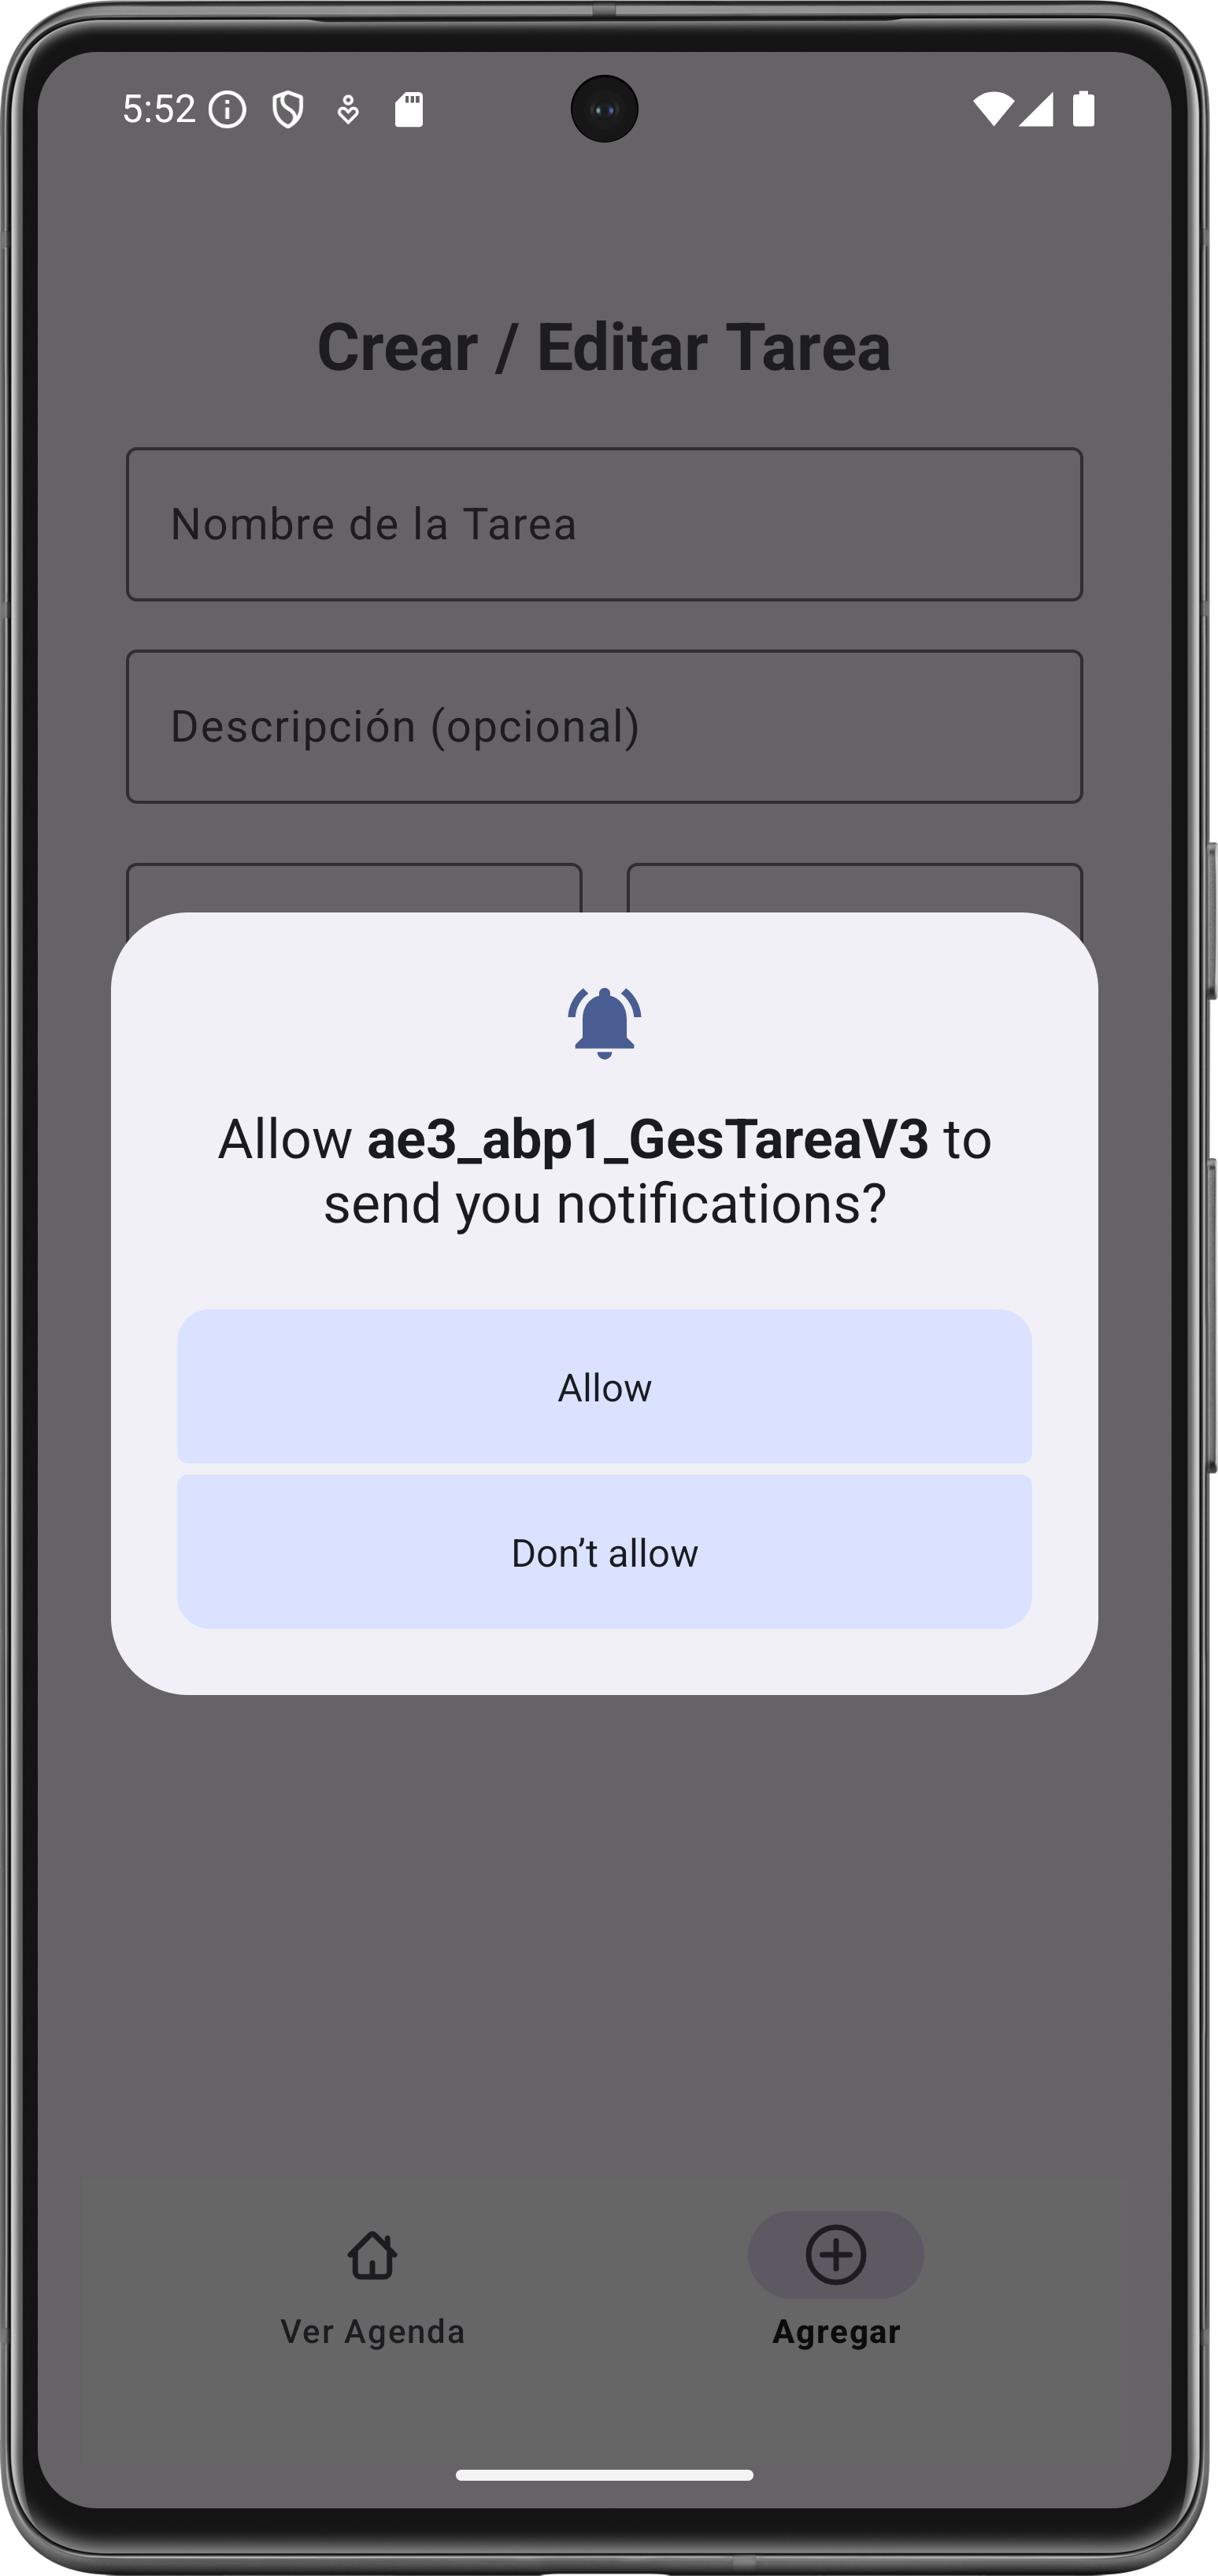 5:52
Crear / Editar Tarea
Nombre de la Tarea
Descripción (opcional)
Allow ae3_abp1_GesTareaV3 to
send you notifications?
Allow
Don’t allow
Ver Agenda
Agregar